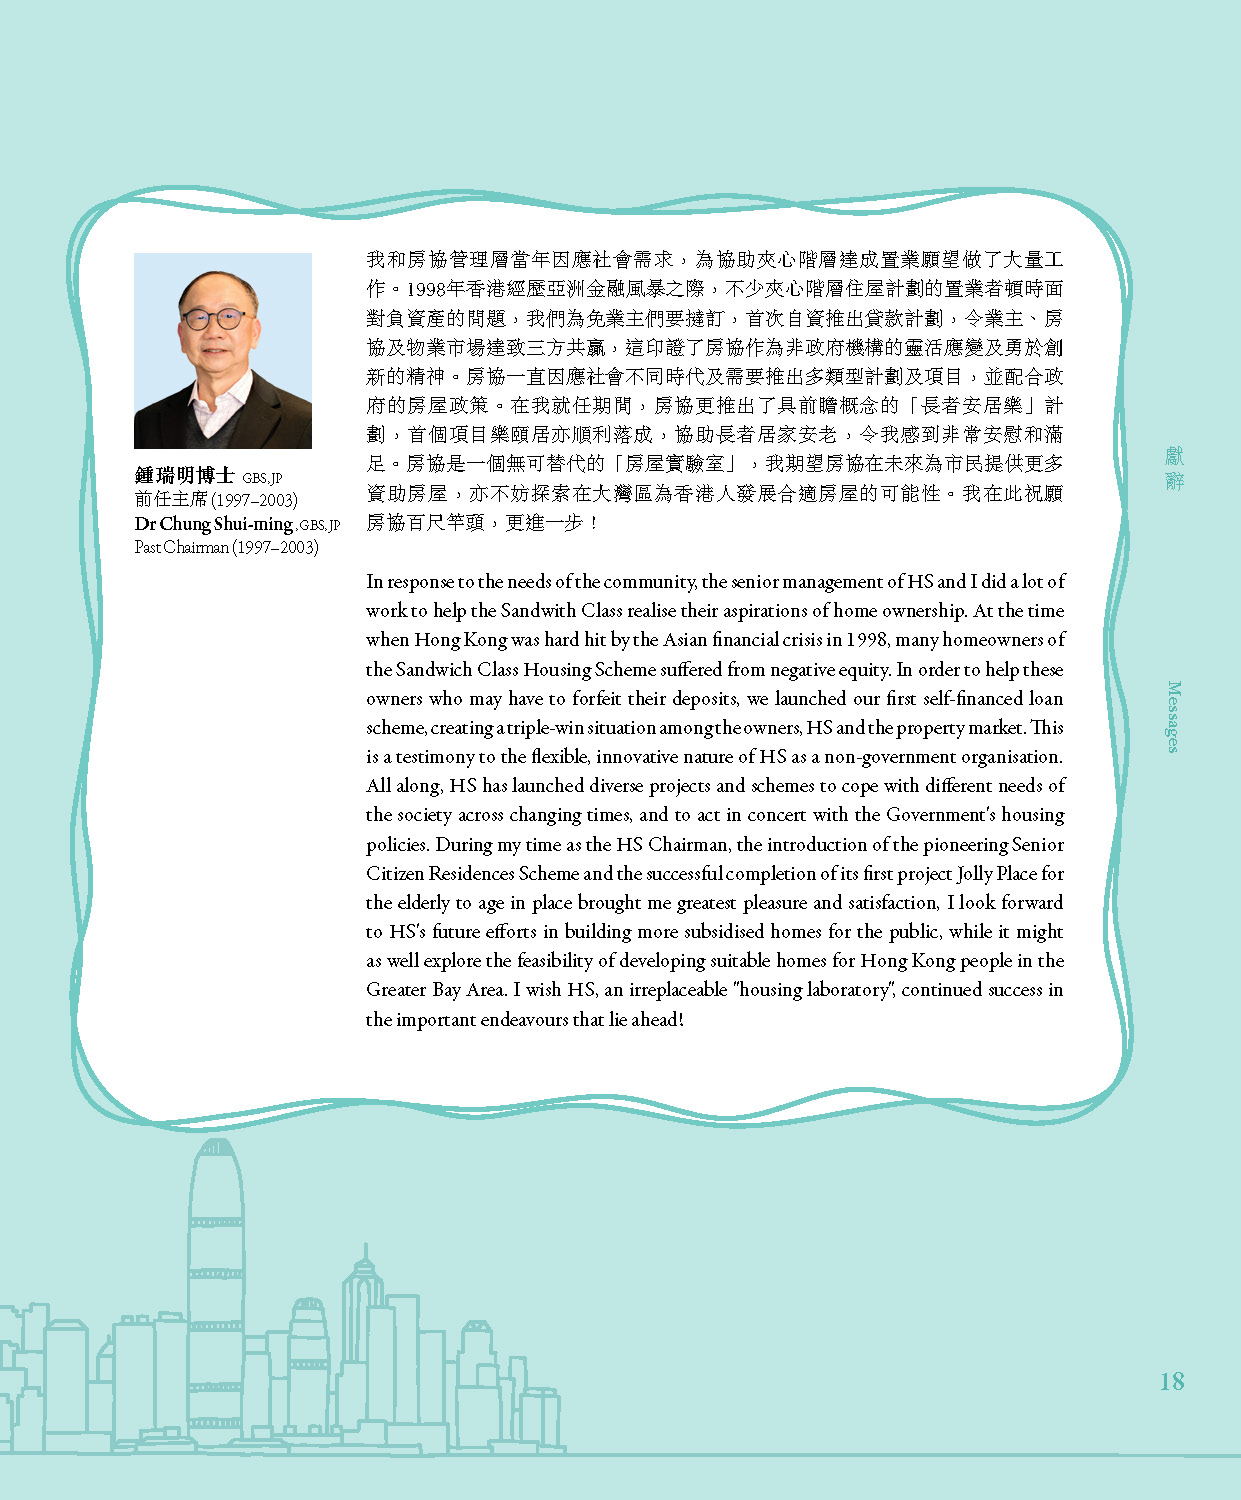 我和房協管理層當年因應社會需求，為協助夾心階層達成置業願望做了大量工
作。1998年香港經歷亞洲金融風暴之際，不少夾心階層住屋計劃的置業者頓時面
對負資產的問題，我們為免業主們要撻訂，首次自資推出貸款計劃，令業主、房
協及物業市場達致三方共贏，這印證了房協作為非政府機構的靈活應變及勇於創
新的精神。房協一直因應社會不同時代及需要推出多類型計劃及項目，並配合政
府的房屋政策。在我就任期間，房協更推出了具前瞻概念的「長者安居樂」計
劃，首個項目樂頤居亦順利落成，協助長者居家安老，令我感到非常安慰和滿
足。房協是一個無可替代的「房屋實驗室」，我期望房協在未來為市民提供更多
資助房屋，亦不妨探索在大灣區為香港人發展合適房屋的可能性。我在此祝願
房協百尺竿頭，更進一步！
鍾瑞明博士 GBS,JP
前任主席 (1997–2003)
Dr Chung Shui-ming , GBS, JP
Past Chairman (1997–2003)
In response to the needs of the community, the senior management of HS and I did a lot of
work to help the Sandwith Class realise their aspirations of home ownership. At the time
when Hong Kong was hard hit by the Asian financial crisis in 1998, many homeowners of
the Sandwich Class Housing Scheme suffered from negative equity. In order to help these
owners who may have to forfeit their deposits, we launched our first self-financed loan
scheme, creating a triple-win situation among the owners, HS and the property market. This
is a testimony to the flexible, innovative nature of HS as a non-government organisation.
All along, HS has launched diverse projects and schemes to cope with different needs of
the society across changing times, and to act in concert with the Government's housing
policies. During my time as the HS Chairman, the introduction of the pioneering Senior
Citizen Residences Scheme and the successful completion of its first project Jolly Place for
the elderly to age in place brought me greatest pleasure and satisfaction, I look forward
to HS's future efforts in building more subsidised homes for the public, while it might
as well explore the feasibility of developing suitable homes for Hong Kong people in the
Greater Bay Area. I wish HS, an irreplaceable "housing laboratory", continued success in
the important endeavours that lie ahead!
獻辭
Messages
18